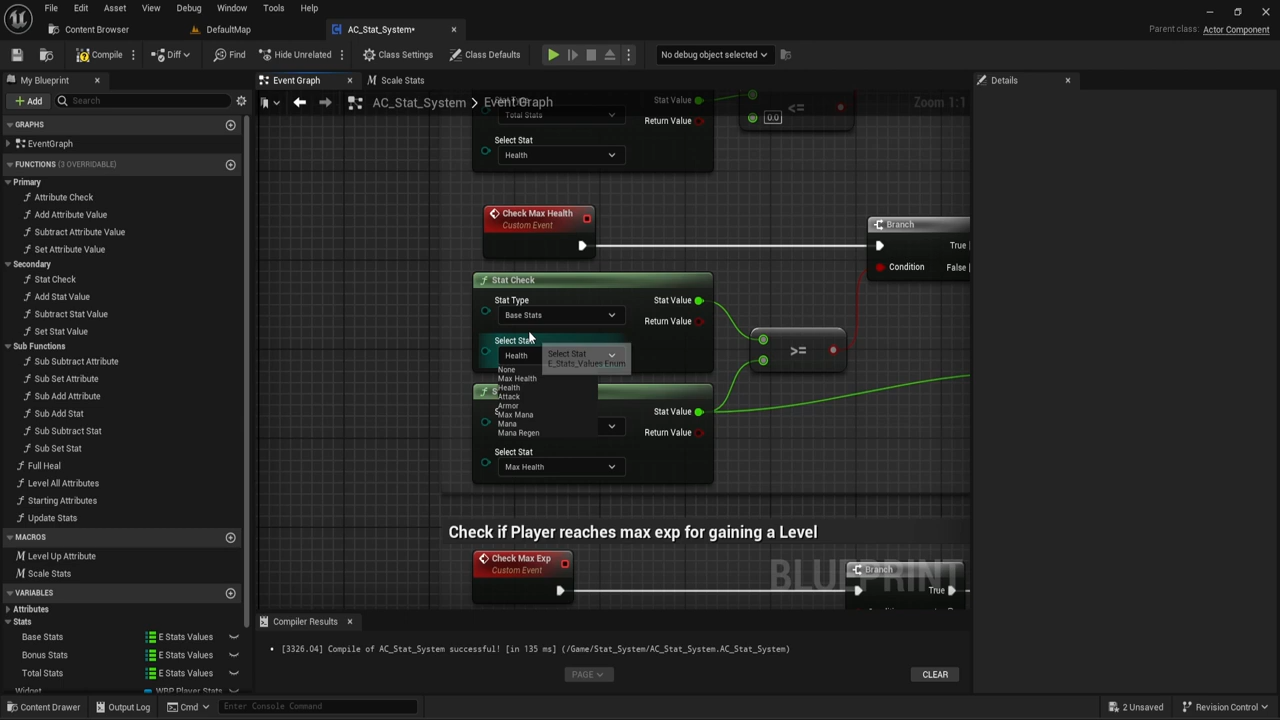 File Edit Asset View Debug Window Tools Help
Content Browser DefaultMap AC_Stat_System• Parent class: Actor Component
Compile Diff Find Hide Unrelated Class Settings Class Defaults No debug object selected
My Blueprint Event Graph Scale Stats Details
Add Search AC_Stat_System > Event Graph Zoom 1:1
GRAPHS
EventGraph
FUNCTIONS (3 OVERRIDABLE)
Primary
Attribute Check
Add Attribute Value
Subtract Attribute Value
Set Attribute Value
Secondary
Stat Check
Add Stat Value
Subtract Stat Value
Set Stat Value
Sub Functions
Sub Subtract Attribute
Sub Set Attribute
Sub Add Attribute
Sub Add Stat
Sub Subtract Stat
Sub Set Stat
Full Heal
Level All Attributes
Starting Attributes
Update Stats
MACROS
Level Up Attribute
Scale Stats
VARIABLES
Attributes
Stats
Base Stats E Stats Values
Bonus Stats E Stats Values
Total Stats E Stats Values
Widget WBP Player Stats
Stat Type Stat Value
Total Stats
Return Value
Select Stat
Health
<=
0.0
Check Max Health
Custom Event
Branch
True
Condition False
Stat Check
Stat Type Stat Value
Base Stats
Return Value
Select Stat
Health
Select Stat
E_Stats_Values Enum
None
Max Health
Health
Attack
Armor
Max Mana
Mana
Mana Regen
>=
Stat Value
Return Value
Select Stat
Max Health
Check if Player reaches max exp for gaining a Level
Check Max Exp
Custom Event
Branch
True
BLUEPRINT
Compiler Results
[3326.04] Compile of AC_Stat_System successful! [in 135 ms] (/Game/Stat_System/AC_Stat_System.AC_Stat_System)
PAGE CLEAR
Content Drawer Output Log Cmd Enter Console Command 2 Unsaved Revision Control